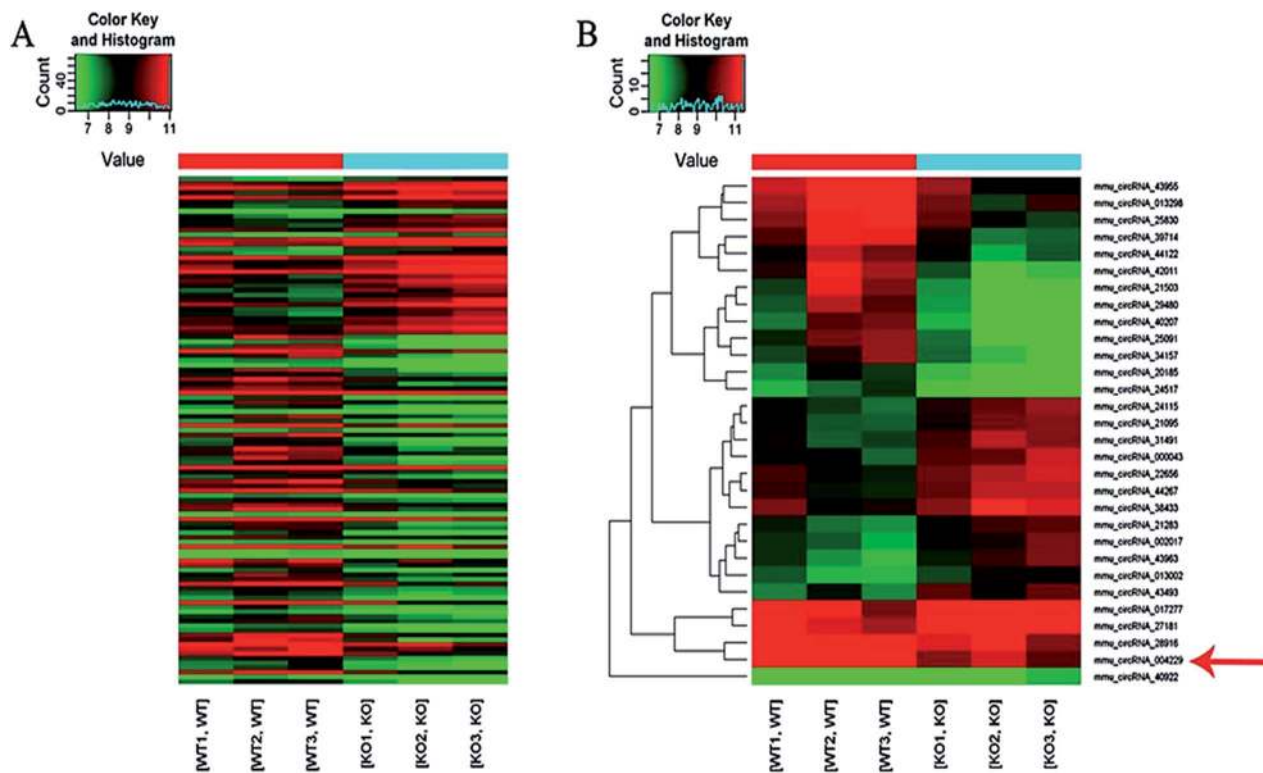 A
Color Key
and Histogram
Count
0 40
7 8 9 11
Value
[WT1, WT]
[WT2, WT]
[WT3, WT]
[KO1, KO]
[KO2, KO]
[KO3, KO]
B
Color Key
and Histogram
Count
0 10 20
7 8 9 11
Value
mmu_circRNA_43955
mmu_circRNA_013298
mmu_circRNA_25830
mmu_circRNA_39714
mmu_circRNA_44122
mmu_circRNA_42011
mmu_circRNA_21503
mmu_circRNA_29480
mmu_circRNA_40207
mmu_circRNA_25091
mmu_circRNA_34157
mmu_circRNA_20185
mmu_circRNA_24517
mmu_circRNA_24115
mmu_circRNA_21095
mmu_circRNA_31491
mmu_circRNA_000043
mmu_circRNA_22656
mmu_circRNA_44267
mmu_circRNA_38433
mmu_circRNA_21283
mmu_circRNA_002017
mmu_circRNA_43963
mmu_circRNA_013002
mmu_circRNA_43493
mmu_circRNA_017277
mmu_circRNA_27181
mmu_circRNA_28916
mmu_circRNA_004229
mmu_circRNA_40922
[WT1, WT]
[WT2, WT]
[WT3, WT]
[KO1, KO]
[KO2, KO]
[KO3, KO]